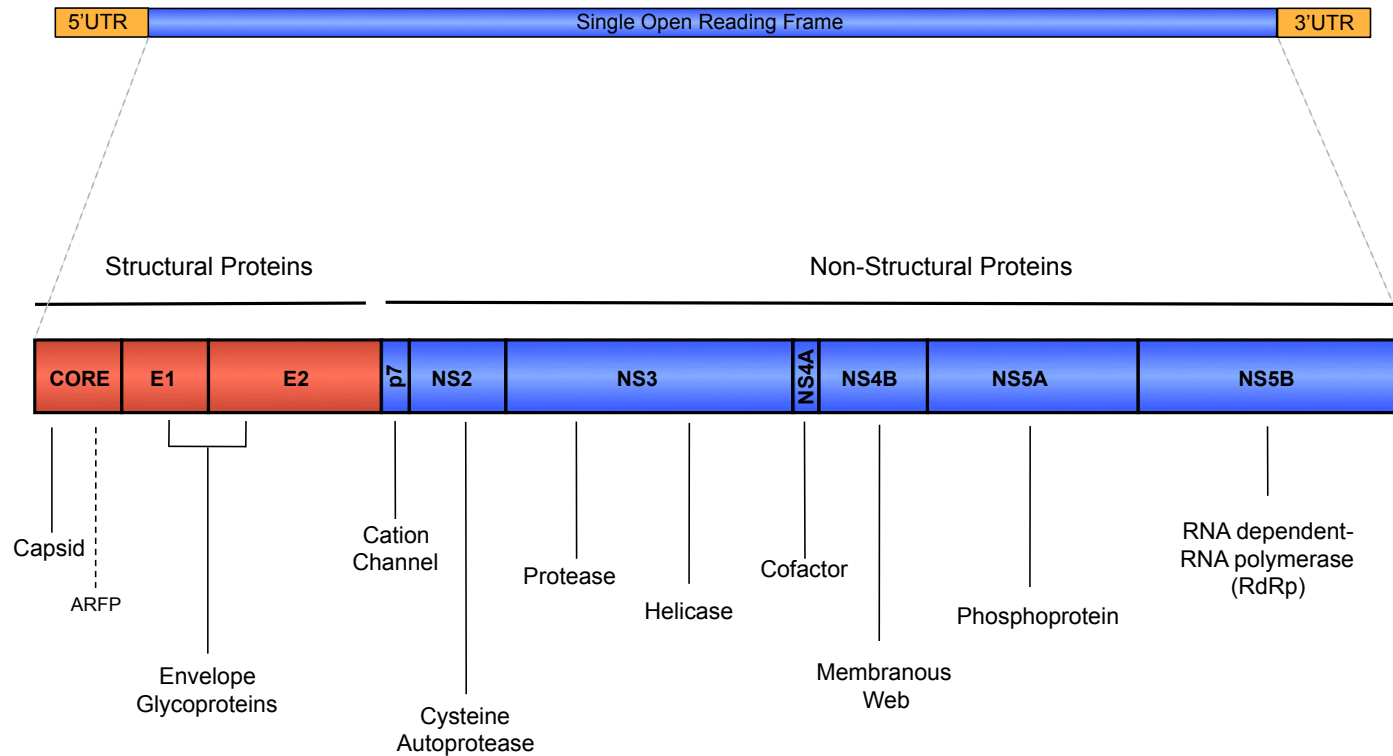 5'UTR
Single Open Reading Frame
3'UTR
Structural Proteins
Non-Structural Proteins
CORE
E1
E2
p7
NS2
NS3
NS4A
NS4B
NS5A
NS5B
Capsid
ARFP
Envelope
Glycoproteins
Cation
Channel
Cysteine
Autoprotease
Protease
Helicase
Cofactor
Membranous
Web
Phosphoprotein
RNA dependent-
RNA polymerase
(RdRp)